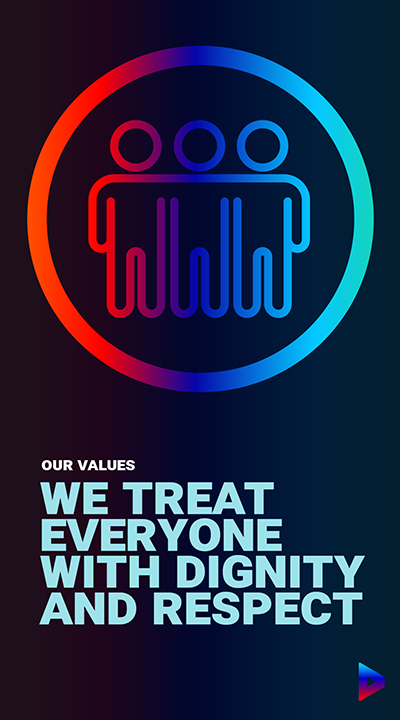 OUR VALUES
WE TREAT
EVERYONE
WITH DIGNITY
AND RESPECT